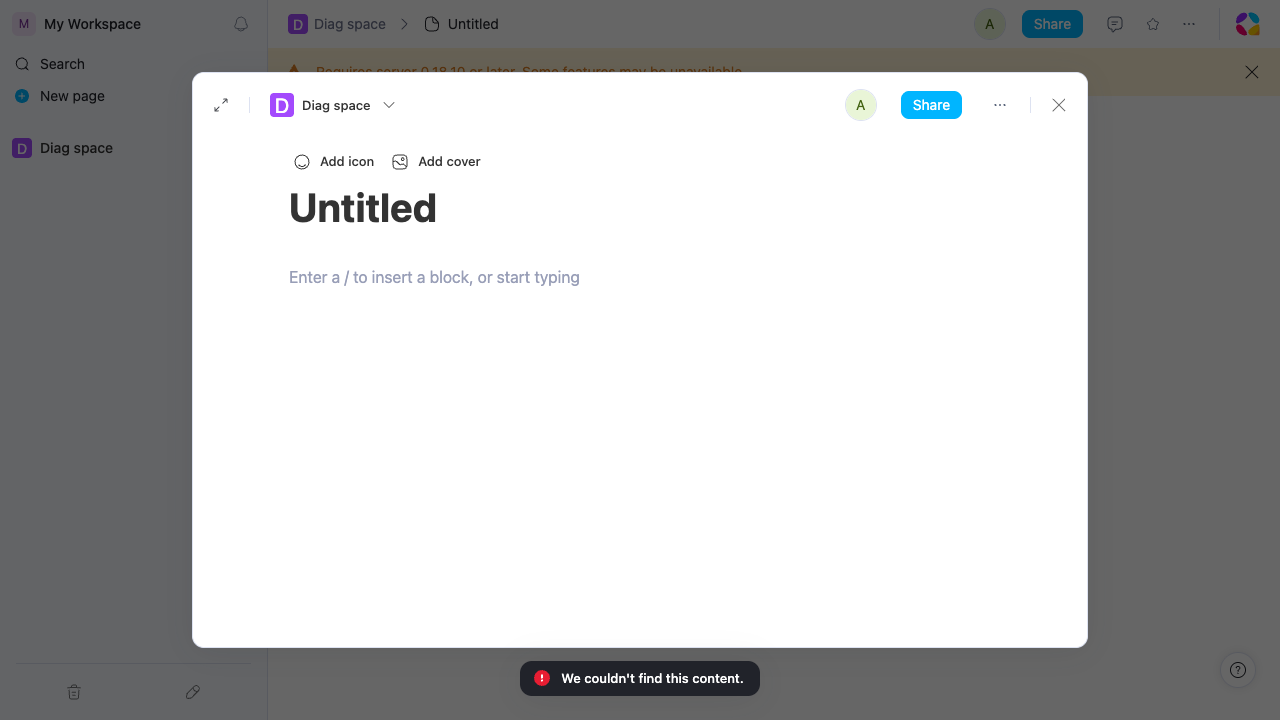 M My Workspace
D Diag space
Untitled
A
Share
Search
Requires server 0.18.10 or later. Some features may be unavailable.
New page
D Diag space
D Diag space
A
Share
Add icon
Add cover
Untitled
Enter a / to insert a block, or start typing
We couldn't find this content.